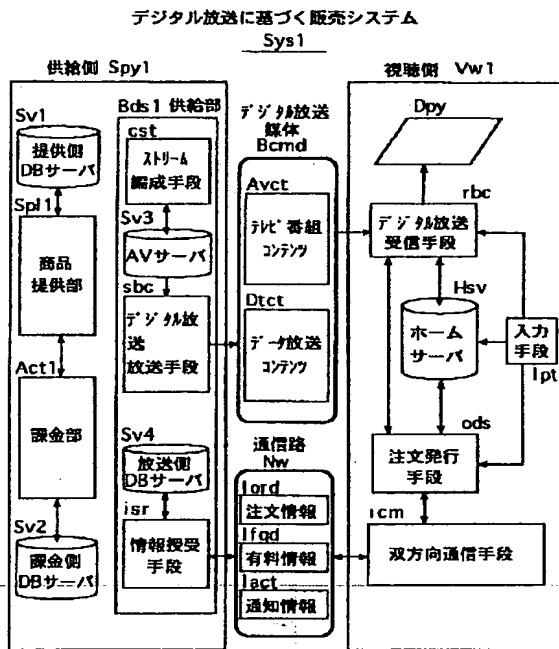 デジタル放送に基づく販売システム
Sys1
供給側 Spy1
視聴側 Vw1
Sv1
提供側
DBサーバ
Spl1
商品
提供部
Act1
課金部
Sv2
課金側
DBサーバ
Bds1 供給部
cst
ストリーム
編成手段
Sv3
AVサーバ
sbc
デジタル放
送
放送手段
Sv4
放送側
DBサーバ
isr
情報授受
手段
デジタル放送
媒体
Bcmd
Avct
テレビ番組
コンテンツ
Dtct
データ放送
コンテンツ
通信路
Nw
Iord
注文情報
Ifqd
有料情報
Iact
通知情報
Dpy
rbc
デジタル放送
受信手段
Hsv
ホーム
サーバ
入力
手段
Ipt
ods
注文発行
手段
icm
双方向通信手段